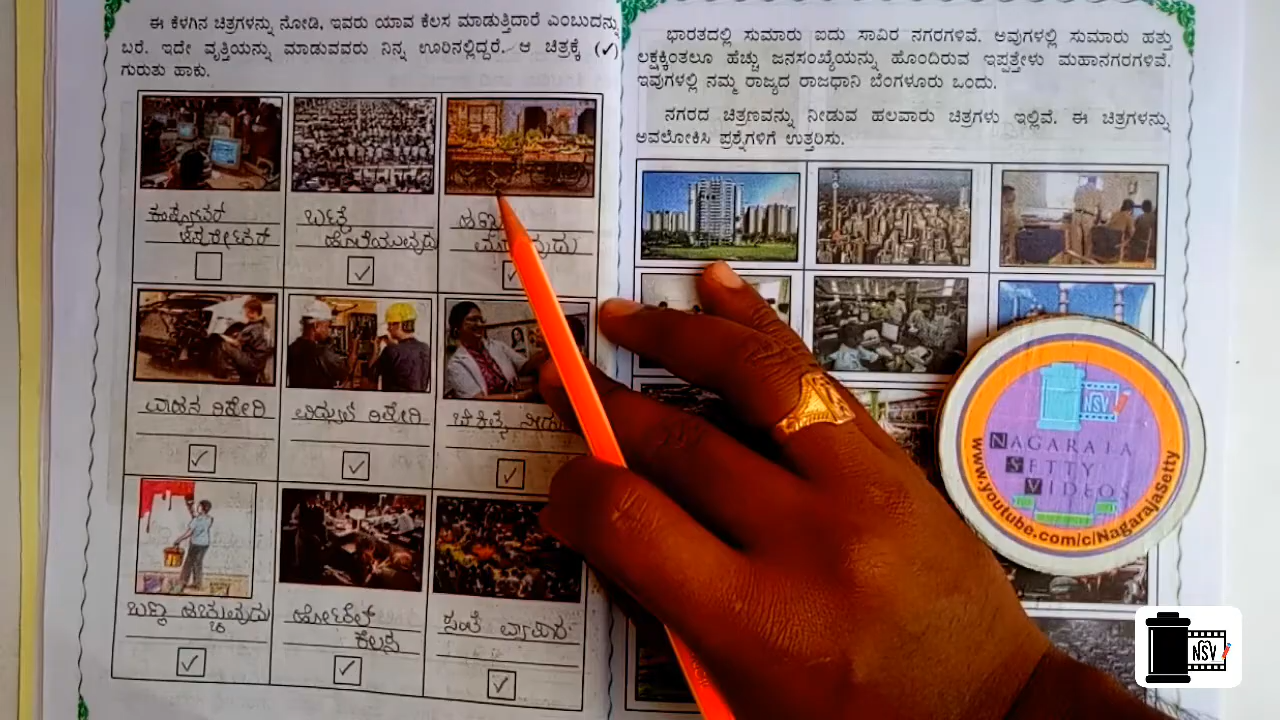 ಈ ಕೆಳಗಿನ ಚಿತ್ರಗಳನ್ನು ನೋಡಿ, ಇವರು ಯಾವ ಕೆಲಸ ಮಾಡುತ್ತಿದಾರೆ ಎಂಬುದನ್ನು
ಬರೆ. ಇದೇ ವೃತ್ತಿಯನ್ನು ಮಾಡುವವರು ನಿನ್ನ ಊರಿನಲ್ಲಿದ್ದರೆ. ಆ ಚಿತ್ರಕ್ಕೆ (✓)
ಗುರುತು ಹಾಕು.
ಬಟ್ಟೆ
ಹೊಲಿಯುವುದು
ವಾಹನ ರಿಪೇರಿ
ವಿದ್ಯುತ್ ರಿಪೇರಿ
ಚಿಕಿತ್ಸೆ
ಬಣ್ಣ ಹಚ್ಚುವುದು
ಹೋಟೆಲ್
ಕೆಲಸ
ಸಂತೆ ವ್ಯಾಪಾರ
ಭಾರತದಲ್ಲಿ ಸುಮಾರು ಐದು ಸಾವಿರ ನಗರಗಳಿವೆ. ಅವುಗಳಲ್ಲಿ ಸುಮಾರು ಹತ್ತು
ಲಕ್ಷಕ್ಕಿಂತಲೂ ಹೆಚ್ಚು ಜನಸಂಖ್ಯೆಯನ್ನು ಹೊಂದಿರುವ ಇಪ್ಪತ್ತೇಳು ಮಹಾನಗರಗಳಿವೆ.
ಇವುಗಳಲ್ಲಿ ನಮ್ಮ ರಾಜ್ಯದ ರಾಜಧಾನಿ ಬೆಂಗಳೂರು ಒಂದು.
ನಗರದ ಚಿತ್ರಣವನ್ನು ನೀಡುವ ಹಲವಾರು ಚಿತ್ರಗಳು ಇಲ್ಲಿವೆ. ಈ ಚಿತ್ರಗಳನ್ನು
ಅವಲೋಕಿಸಿ ಪ್ರಶ್ನೆಗಳಿಗೆ ಉತ್ತರಿಸು.
NSV
NAGARAJA
SETTY
VIDEOS
www.youtube.com/c/NagarajaSetty
NSV